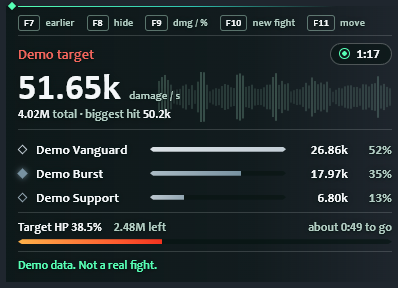 F7 earlier F8 hide F9 dmg / % F10 new fight F11 move
Demo target 1:17
51.65k damage / s
4.02M total · biggest hit 50.2k
Demo Vanguard 26.86k 52%
Demo Burst 17.97k 35%
Demo Support 6.80k 13%
Target HP 38.5% 2.48M left about 0:49 to go
Demo data. Not a real fight.